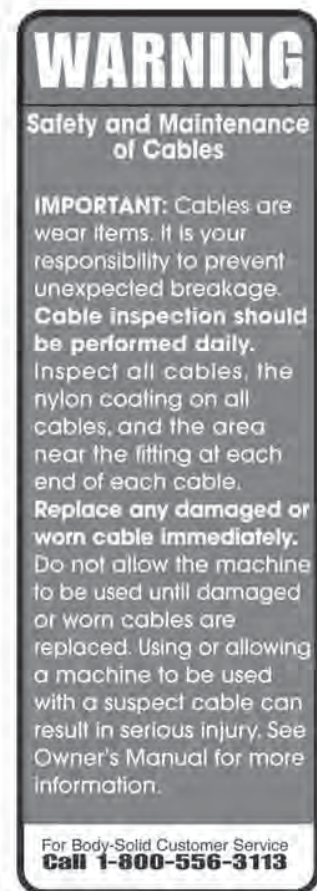 WARNING
Safety and Maintenance
of Cables
IMPORTANT: Cables are
wear items. It is your
responsibility to prevent
unexpected breakage.
Cable inspection should
be performed daily.
Inspect all cables, the
nylon coating on all
cables, and the area
near the fitting at each
end of each cable.
Replace any damaged or
worn cable immediately.
Do not allow the machine
to be used until damaged
or worn cables are
replaced. Using or allowing
a machine to be used
with a suspect cable can
result in serious injury. See
Owner's Manual for more
information.
For Body-Solid Customer Service
Call 1-800-556-3113